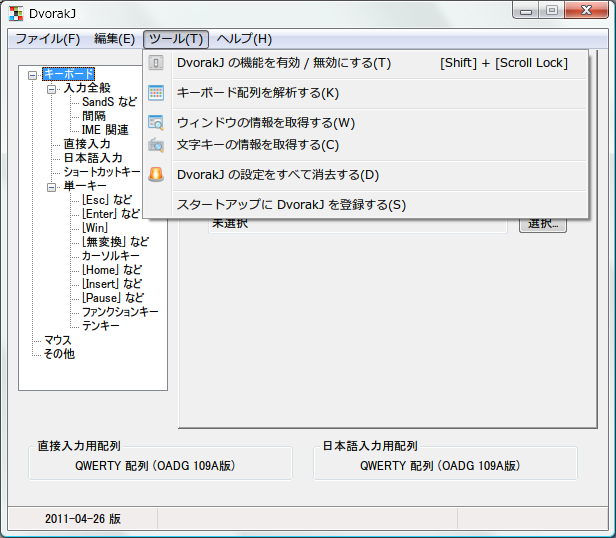 DvorakJ
ファイル(F) 編集(E) ツール(T) ヘルプ(H)
DvorakJ の機能を有効 / 無効にする(T) [Shift] + [Scroll Lock]
キーボード配列を解析する(K)
ウィンドウの情報を取得する(W)
文字キーの情報を取得する(C)
DvorakJ の設定をすべて消去する(D)
スタートアップに DvorakJ を登録する(S)
キーボード
入力全般
SandS など
間隔
IME 関連
直接入力
日本語入力
ショートカットキー
単一キー
⌊Esc」 など
⌊Enter」 など
⌊Win」
⌊無変換」 など
カーソルキー
⌊Home」 など
⌊Insert」 など
⌊Pause」 など
ファンクションキー
テンキー
マウス
その他
未選択
選択...
直接入力用配列
QWERTY 配列 (OADG 109A版)
日本語入力用配列
QWERTY 配列 (OADG 109A版)
2011-04-26 版